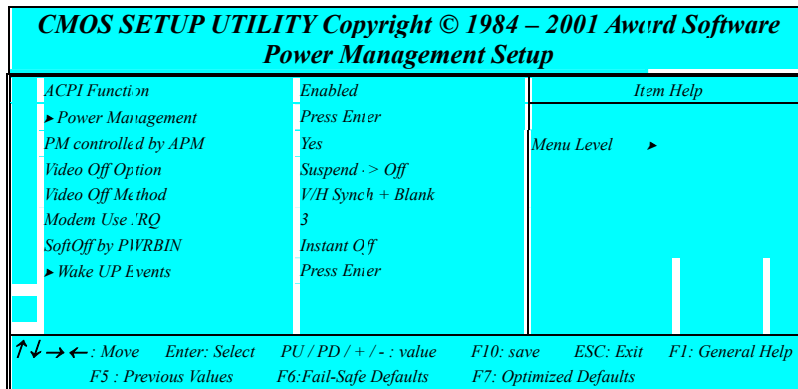 CMOS SETUP UTILITY Copyright © 1984 – 2001 Award Software
Power Management Setup
ACPI Function Enabled Item Help
▸ Power Management Press Enter
PM controlled by APM Yes Menu Level ▸
Video Off Option Suspend -> Off
Video Off Method V/H Synch + Blank
Modem Use IRQ 3
SoftOff by PWRBIN Instant Off
▸ Wake UP Events Press Enter
↑↓→← : Move Enter: Select PU / PD / + / - : value F10: save ESC: Exit F1: General Help
F5 : Previous Values F6:Fail-Safe Defaults F7: Optimized Defaults